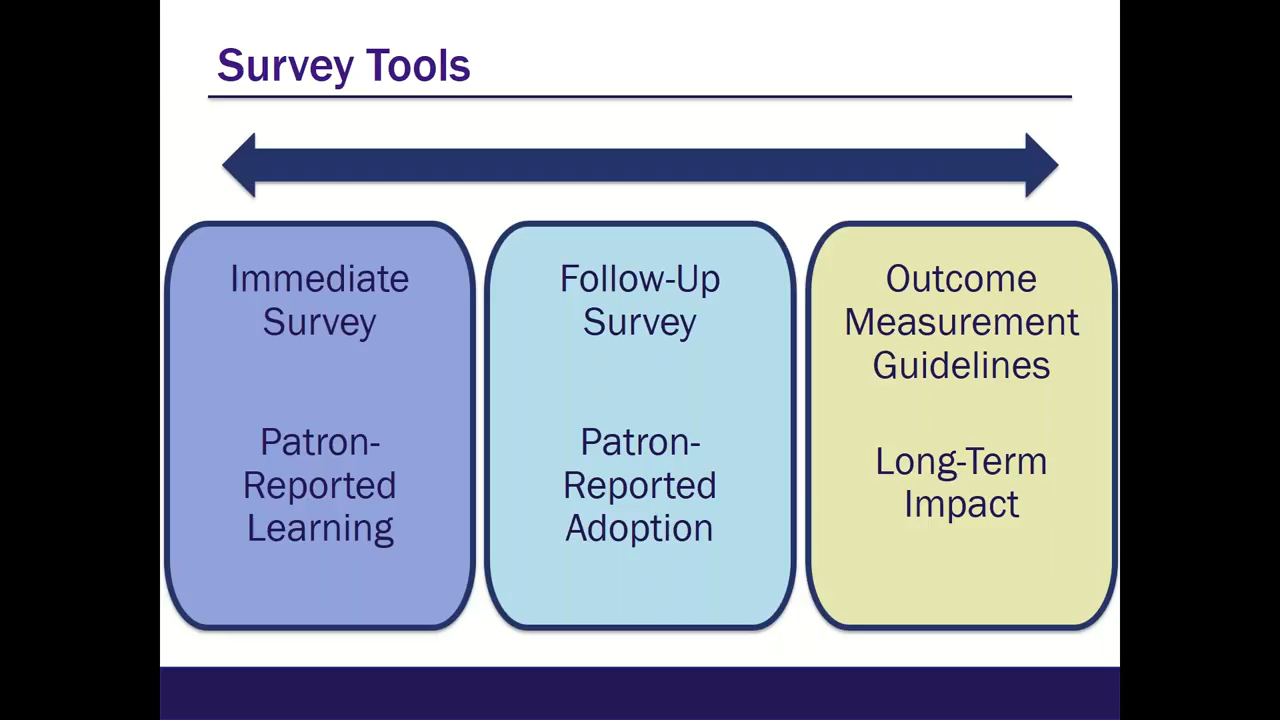 Survey Tools
Immediate
Survey
Patron-
Reported
Learning
Follow-Up
Survey
Patron-
Reported
Adoption
Outcome
Measurement
Guidelines
Long-Term
Impact